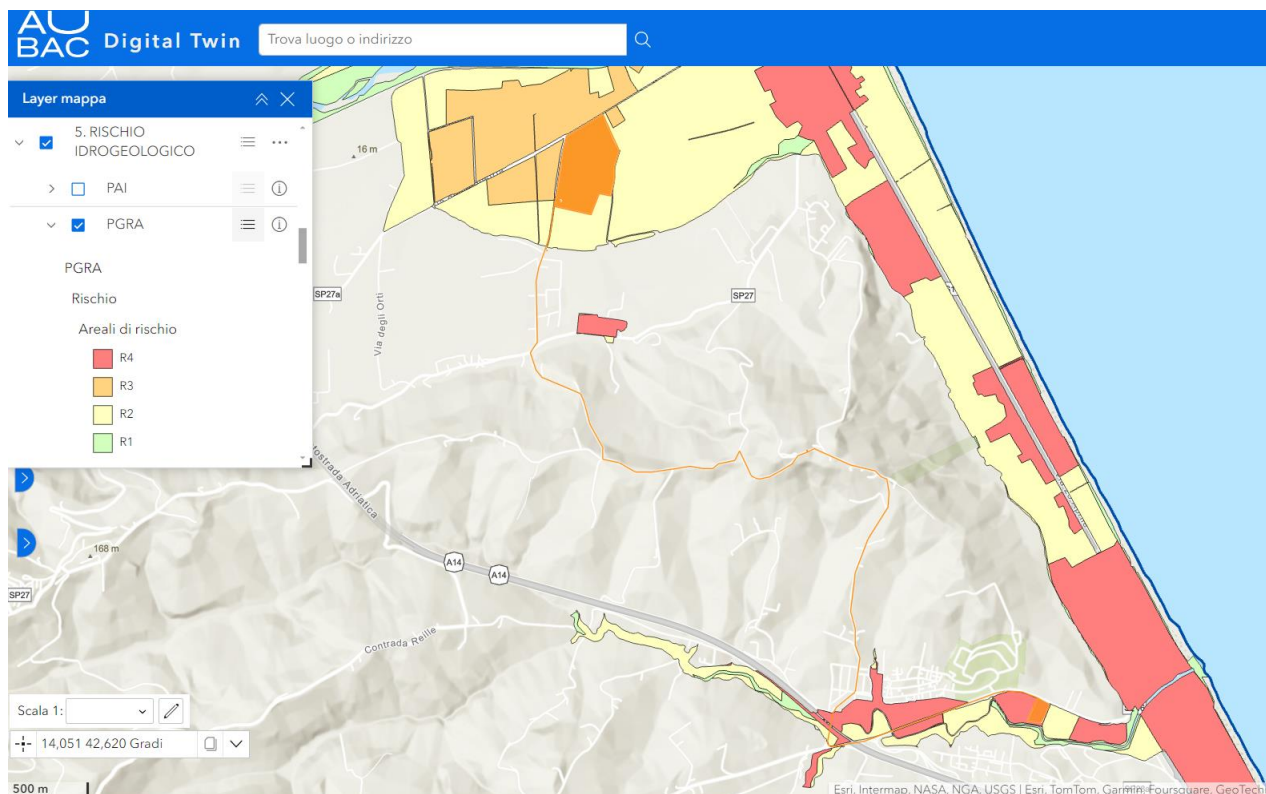 AU
BAC Digital Twin
Trova luogo o indirizzo
Layer mappa
5. RISCHIO
IDROGEOLOGICO
PAI
PGRA
PGRA
Rischio
Areali di rischio
R4
R3
R2
R1
16 m
SP27a
Via degli Orti
SP27
Autostrada Adriatica
168 m
SP27
A14
A14
Contrada Reille
Scala 1:
14,051 42,620 Gradi
500 m
Esri, Intermap, NASA, NGA, USGS | Esri, TomTom, Garmin, Foursquare, GeoTech